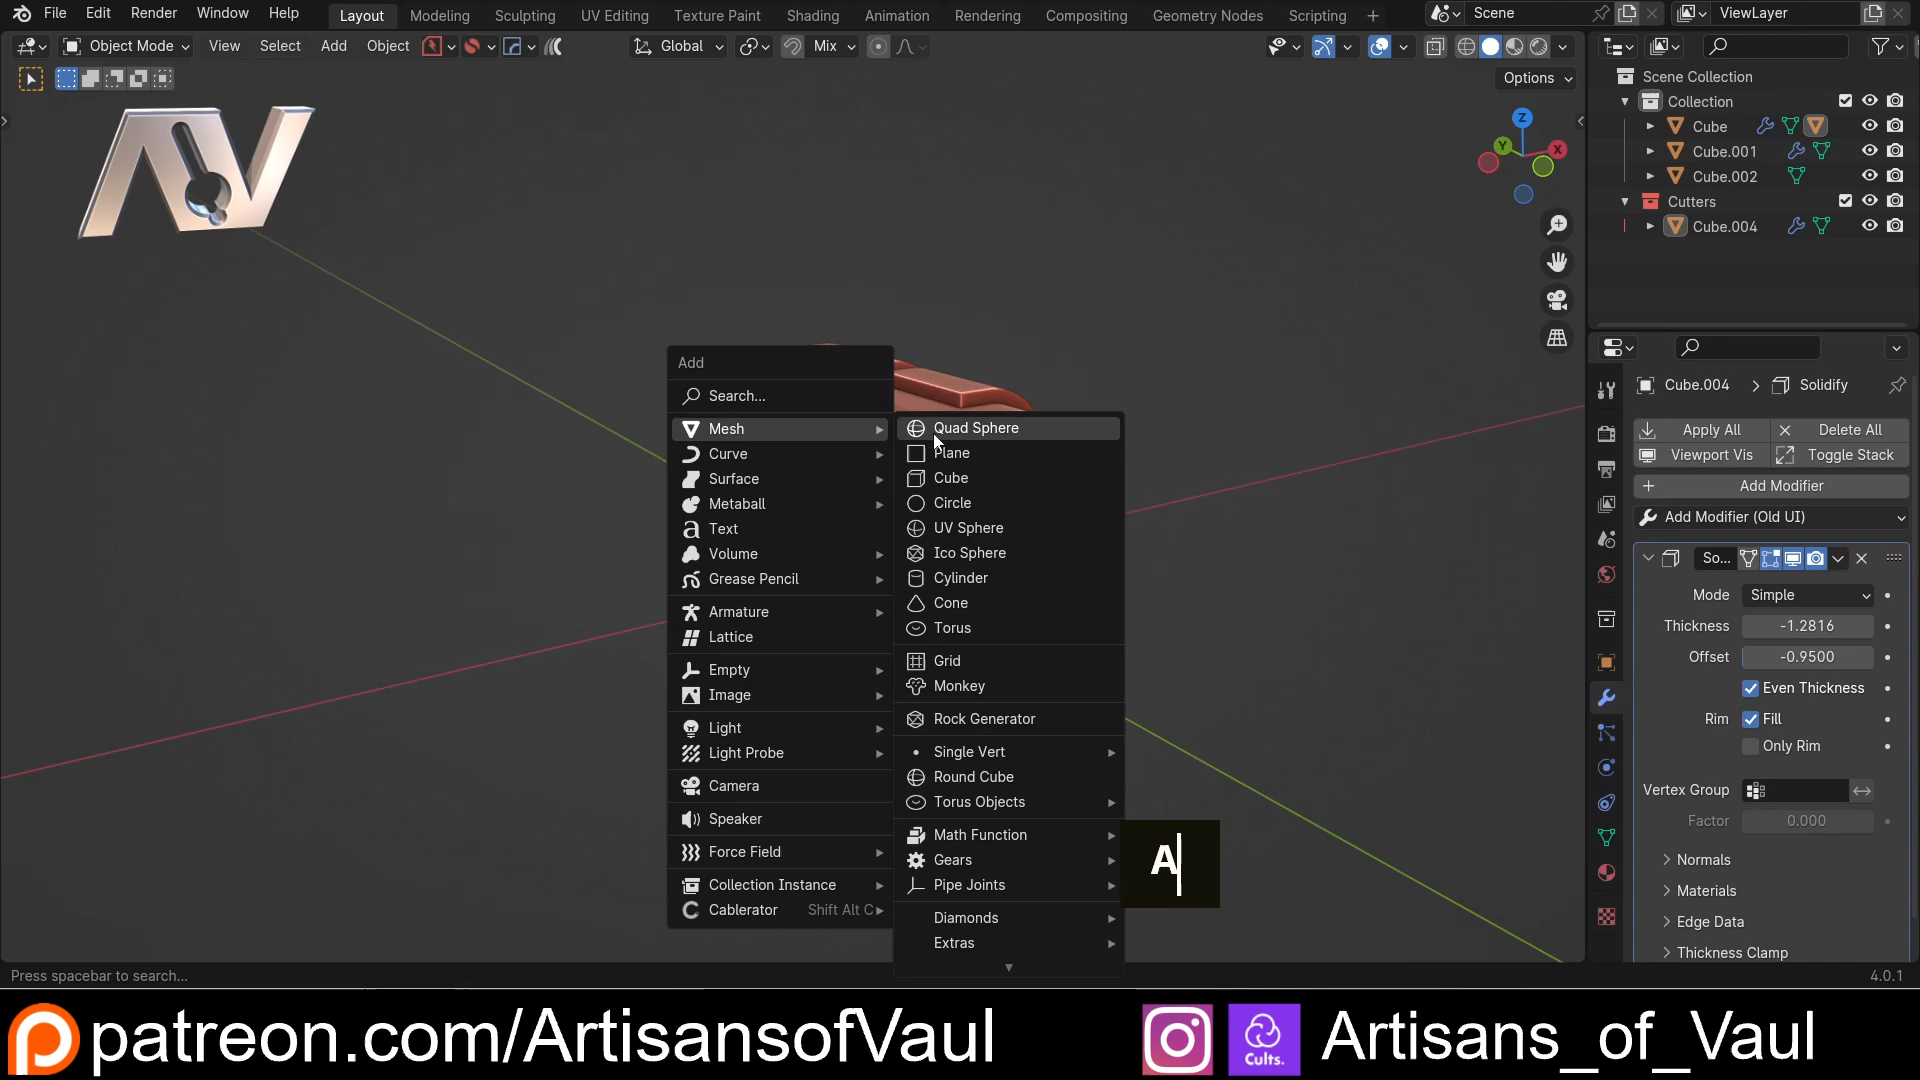 File Edit Render Window Help Layout Modeling Sculpting UV Editing Texture Paint Shading Animation Rendering Compositing Geometry Nodes Scripting + Scene ViewLayer
Object Mode View Select Add Object Global Mix
Options
AV
Z
Y
X
Scene Collection
Collection
Cube
Cube.001
Cube.002
Cutters
Cube.004
Cube.004 > Solidify
Apply All Delete All
Viewport Vis Toggle Stack
Add Modifier
Add Modifier (Old UI)
So...
Mode Simple
Thickness -1.2816
Offset -0.9500
Even Thickness
Rim Fill
Only Rim
Vertex Group
Factor 0.000
Normals
Materials
Edge Data
Thickness Clamp
Add
Search...
Mesh
Curve
Surface
Metaball
Text
Volume
Grease Pencil
Armature
Lattice
Empty
Image
Light
Light Probe
Camera
Speaker
Force Field
Collection Instance
Cablerator Shift Alt C
Quad Sphere
Plane
Cube
Circle
UV Sphere
Ico Sphere
Cylinder
Cone
Torus
Grid
Monkey
Rock Generator
Single Vert
Round Cube
Torus Objects
Math Function
Gears
Pipe Joints
Diamonds
Extras
A
Press spacebar to search...
4.0.1
patreon.com/ArtisansofVaul
Cults.
Artisans_of_Vaul